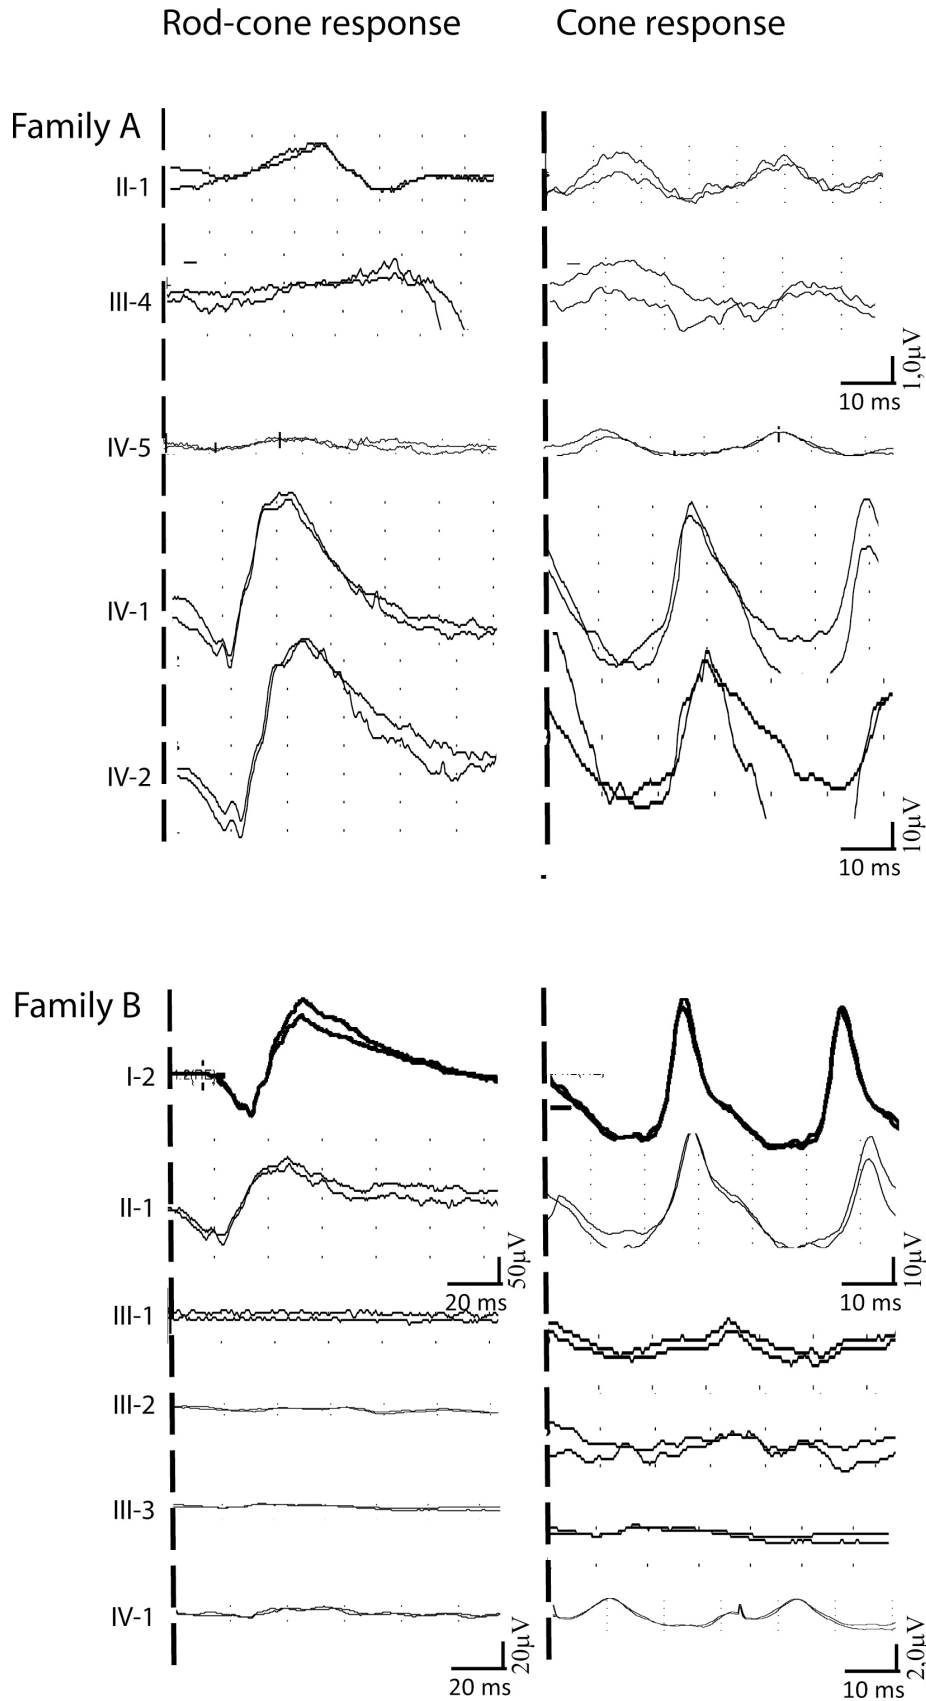 Rod-cone response Cone response
Family A
II-1
III-4
1,0µV
10 ms
IV-5
IV-1
IV-2
10µV
10 ms
Family B
I-2
II-1
50µV 10µV
20 ms 10 ms
III-1
III-2
III-3
IV-1
20µV 2,0µV
20 ms 10 ms